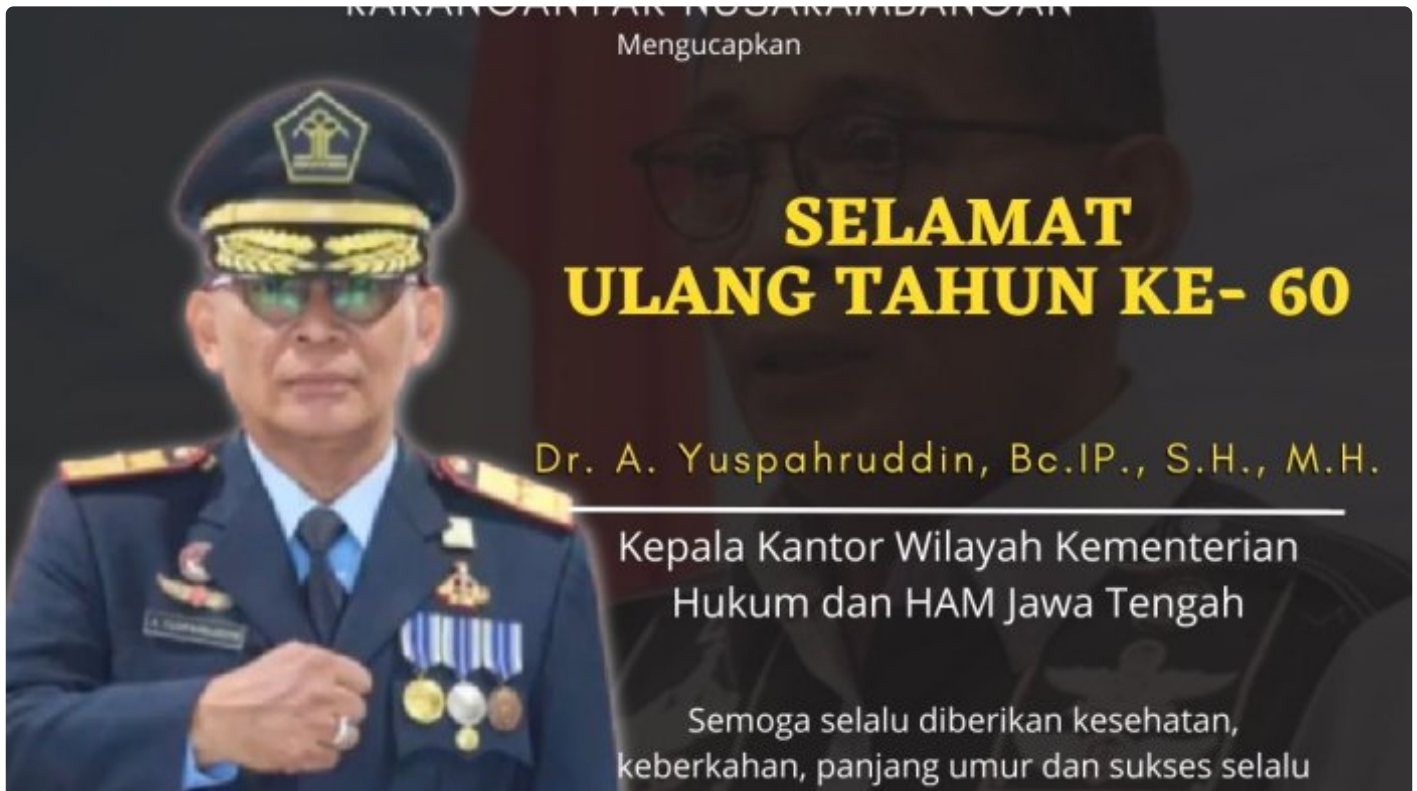 Mengucapkan
SELAMAT
ULANG TAHUN KE- 60
Dr. A. Yuspahruddin, Bc.IP., S.H., M.H.
Kepala Kantor Wilayah Kementerian
Hukum dan HAM Jawa Tengah
Semoga selalu diberikan kesehatan,
keberkahan, panjang umur dan sukses selalu
A. YUSPAHRUDDIN